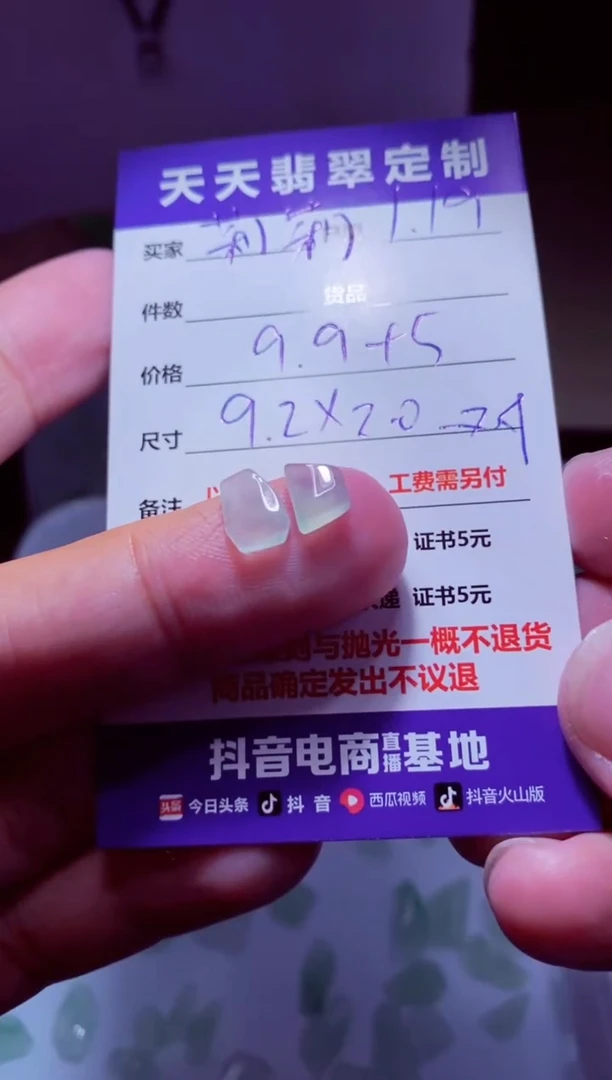 天天翡翠定制
买家 莉莉 1.19
件数 货品
价格 9.9+5
尺寸 9.2X2.0
备注 工费需另付
证书5元
递 证书5元
与抛光一概不退货
商品确定发出不议退
抖音电商直播基地
头条 今日头条 抖音 西瓜视频 抖音火山版